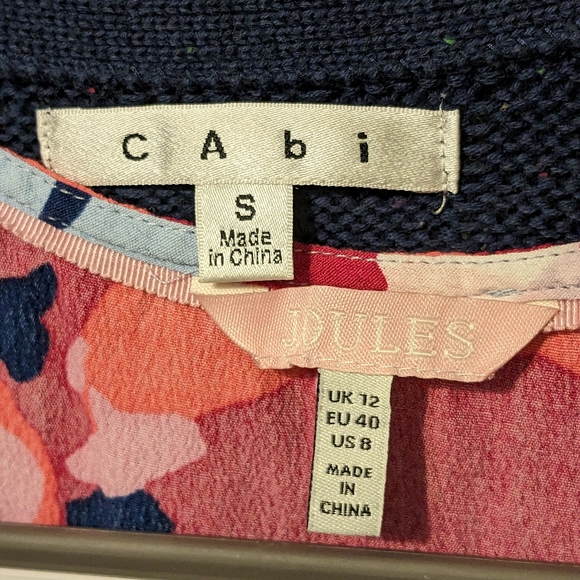 CAbi
S
Made
in China
JOULES
UK 12
EU 40
US 8
MADE
IN
CHINA